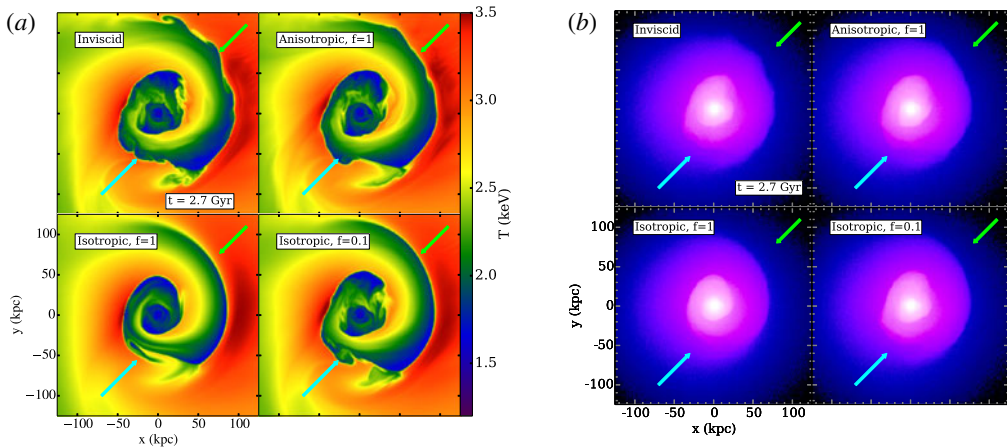 (a)
Inviscid
Anisotropic, f=1
t = 2.7 Gyr
Isotropic, f=1
Isotropic, f=0.1
100
50
0
−50
−100
y (kpc)
−100 −50 0 50 100
x (kpc)
3.5
3.0
2.5
2.0
1.5
T (keV)
(b)
Inviscid
Anisotropic, f=1
t = 2.7 Gyr
Isotropic, f=1
Isotropic, f=0.1
100
50
0
-50
-100
y (kpc)
-100 -50 0 50 100
x (kpc)